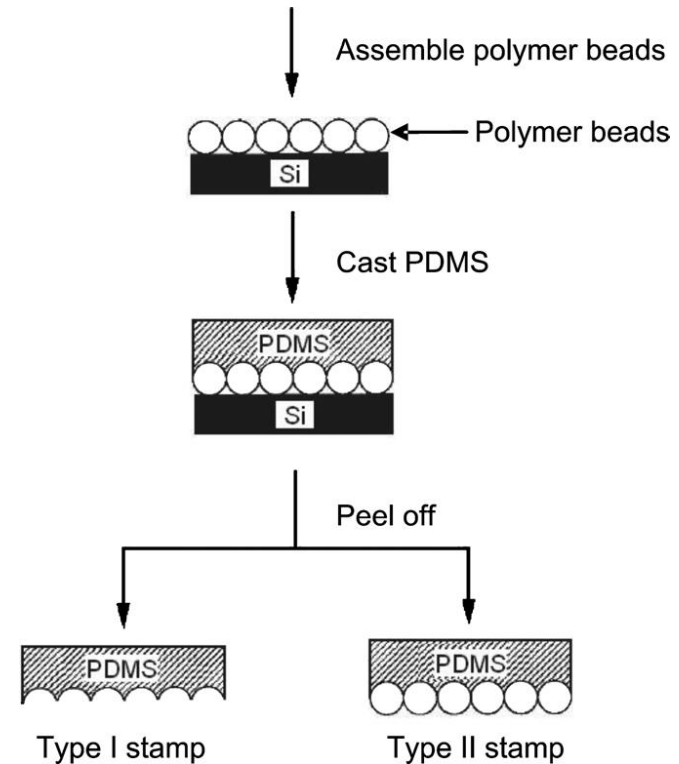 Assemble polymer beads
Polymer beads
Si
Cast PDMS
PDMS
Si
Peel off
PDMS
PDMS
Type I stamp
Type II stamp